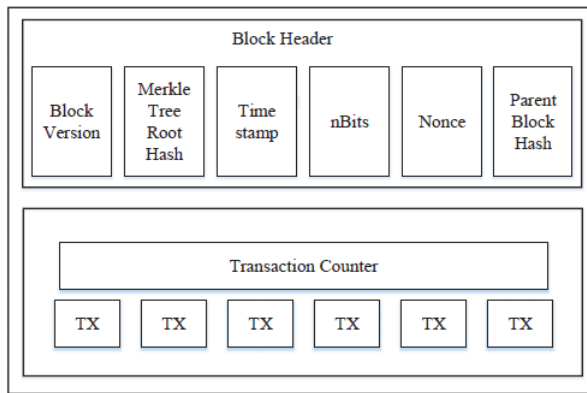 Block Header
Block
Version
Merkle
Tree
Root
Hash
Time
stamp
nBits
Nonce
Parent
Block
Hash
Transaction Counter
TX
TX
TX
TX
TX
TX